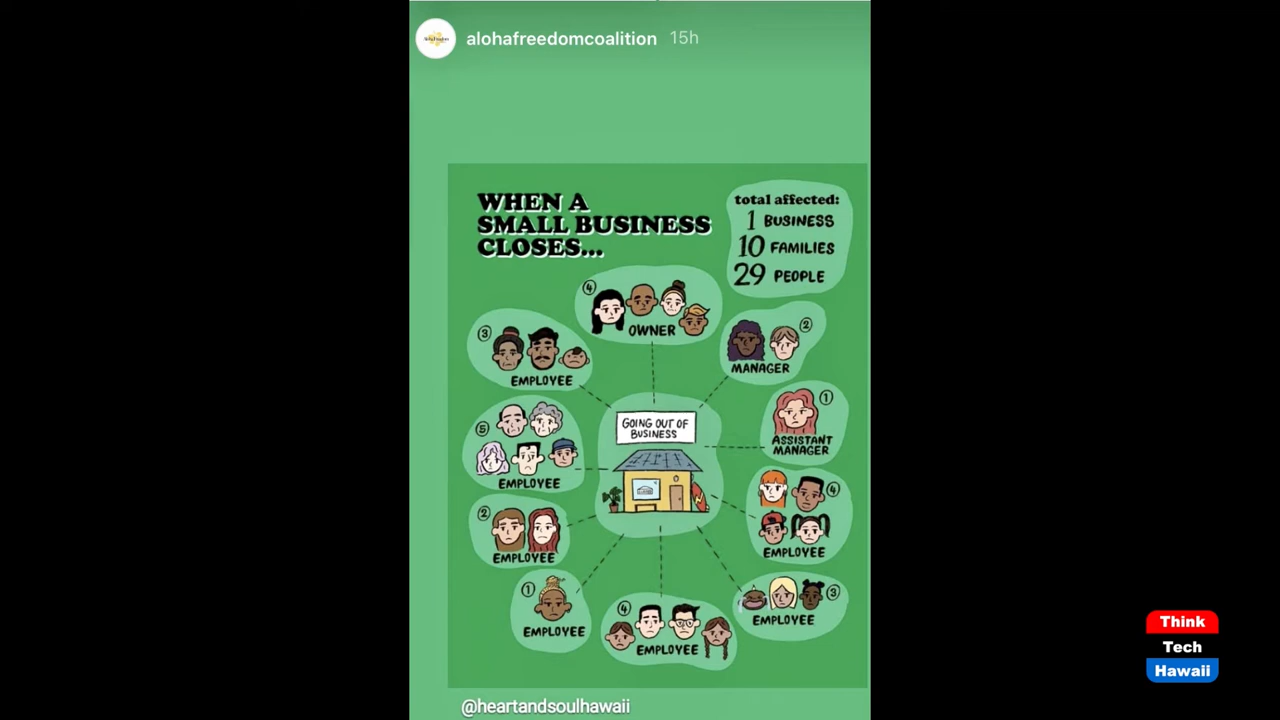 alohafreedomcoalition 15h
WHEN A
SMALL BUSINESS
CLOSES...
total affected:
1 BUSINESS
10 FAMILIES
29 PEOPLE
④
OWNER
③
EMPLOYEE
②
MANAGER
①
ASSISTANT
MANAGER
GOING OUT OF
BUSINESS
⑤
EMPLOYEE
④
EMPLOYEE
②
EMPLOYEE
①
EMPLOYEE
④
EMPLOYEE
③
EMPLOYEE
@heartandsoulhawaii
Think
Tech
Hawaii